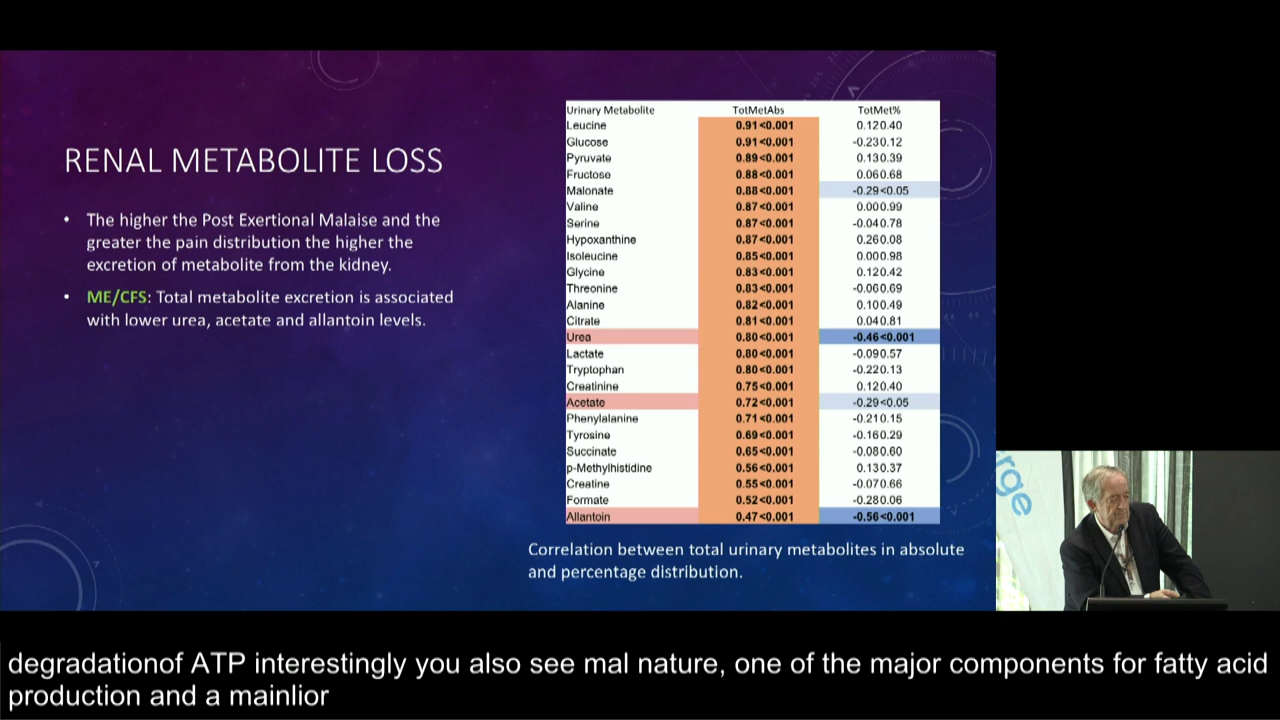 RENAL METABOLITE LOSS
• The higher the Post Exertional Malaise and the
greater the pain distribution the higher the
excretion of metabolite from the kidney.
• ME/CFS: Total metabolite excretion is associated
with lower urea, acetate and allantoin levels.
Urinary Metabolite TotMetAbs TotMet%
Leucine 0.91<0.001 0.120.40
Glucose 0.91<0.001 -0.230.12
Pyruvate 0.89<0.001 0.130.39
Fructose 0.88<0.001 0.060.68
Malonate 0.88<0.001 -0.29<0.05
Valine 0.87<0.001 0.000.99
Serine 0.87<0.001 -0.040.78
Hypoxanthine 0.87<0.001 0.260.08
Isoleucine 0.85<0.001 0.000.98
Glycine 0.83<0.001 0.120.42
Threonine 0.83<0.001 -0.060.69
Alanine 0.82<0.001 0.100.49
Citrate 0.81<0.001 0.040.81
Urea 0.80<0.001 -0.46<0.001
Lactate 0.80<0.001 -0.090.57
Tryptophan 0.80<0.001 -0.220.13
Creatinine 0.75<0.001 0.120.40
Acetate 0.72<0.001 -0.29<0.05
Phenylalanine 0.71<0.001 -0.210.15
Tyrosine 0.69<0.001 -0.160.29
Succinate 0.65<0.001 -0.080.60
p-Methylhistidine 0.56<0.001 0.130.37
Creatine 0.55<0.001 -0.070.66
Formate 0.52<0.001 -0.280.06
Allantoin 0.47<0.001 -0.56<0.001
Correlation between total urinary metabolites in absolute
and percentage distribution.
rge
degradationof ATP interestingly you also see mal nature, one of the major components for fatty acid
production and a mainlior